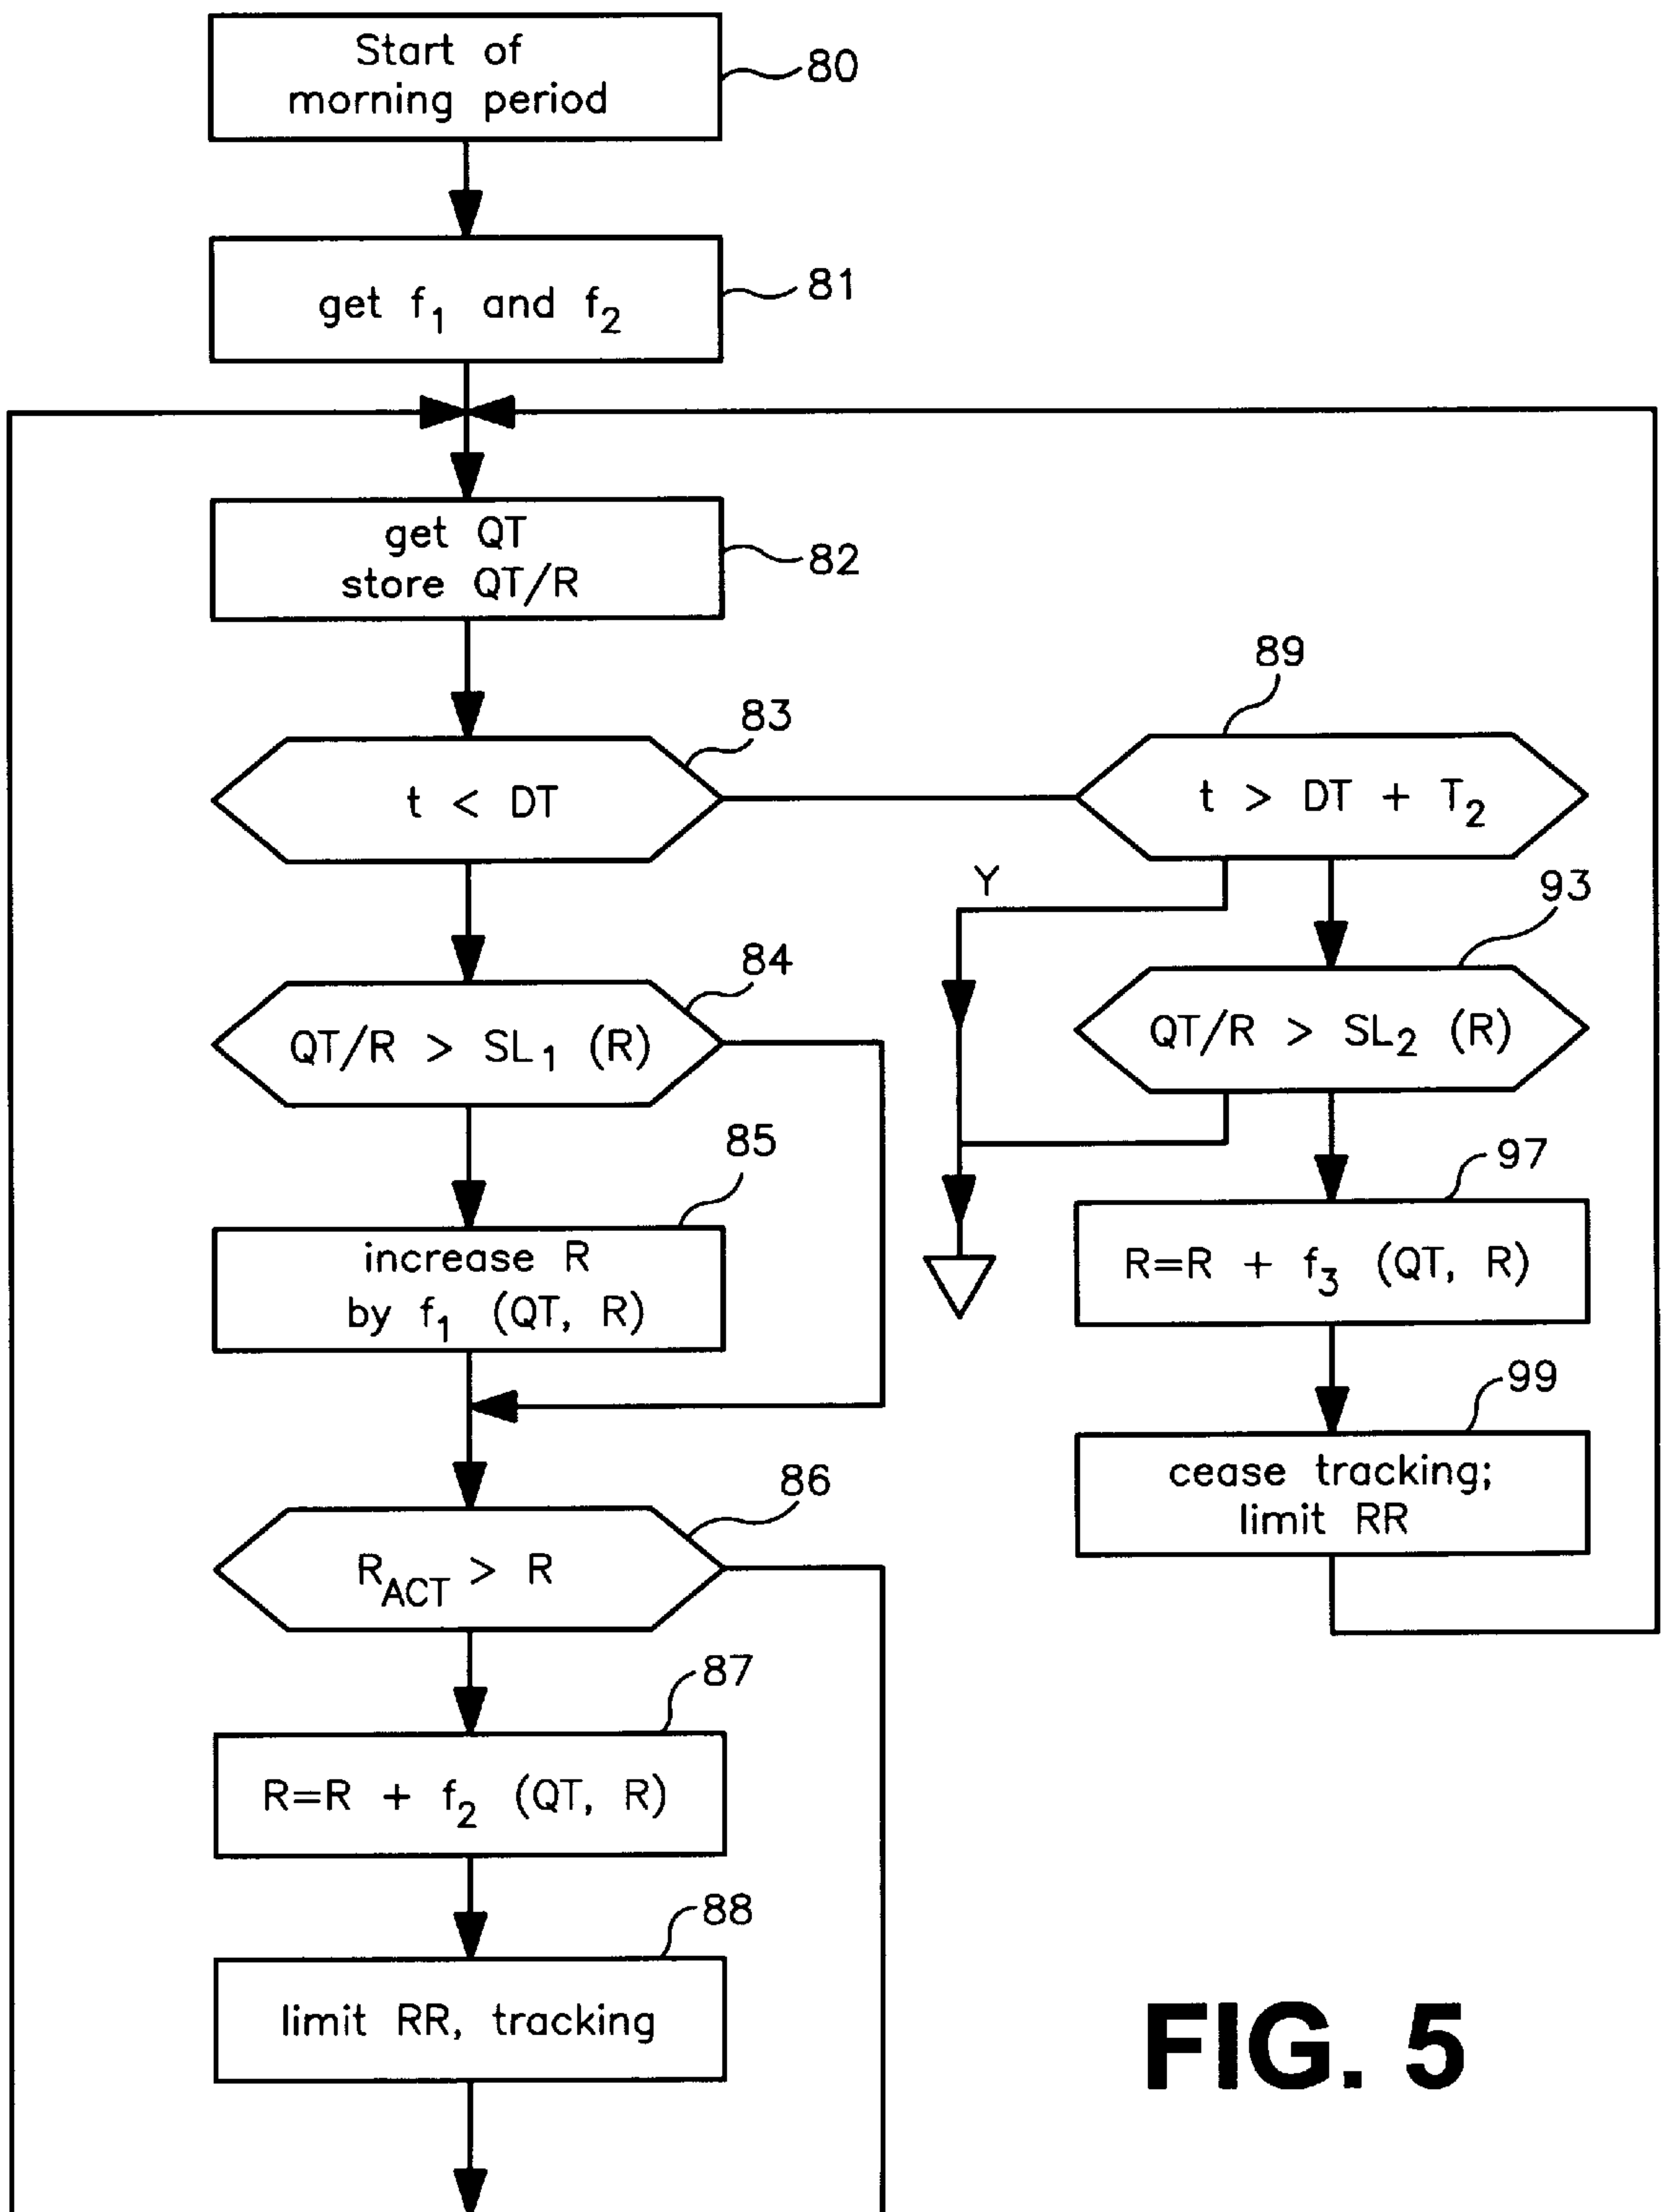 Start of
morning period
80
get f1 and f2
81
get QT
store QT/R
82
t < DT
83
t > DT + T2
89
Y
QT/R > SL1 (R)
84
QT/R > SL2 (R)
93
increase R
by f1 (QT, R)
85
R=R + f3 (QT, R)
97
cease tracking;
limit RR
99
RACT > R
86
R=R + f2 (QT, R)
87
limit RR, tracking
88
FIG. 5